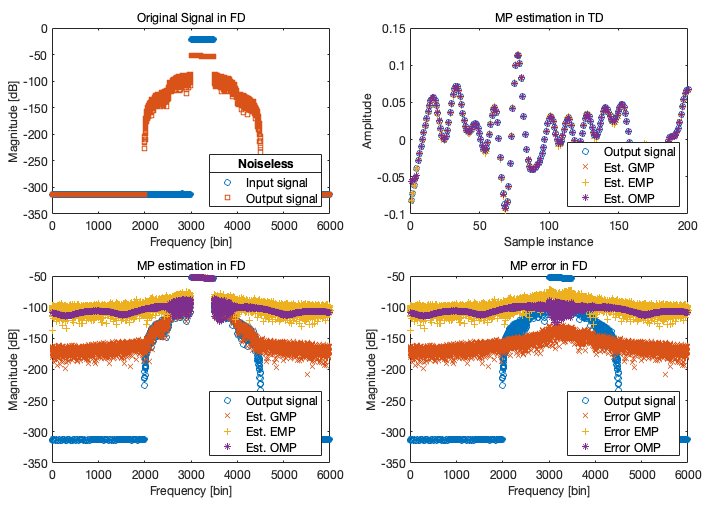 Original Signal in FD
0
-50
-100
-150
-200
-250
-300
-350
Magnitude [dB]
0 1000 2000 3000 4000 5000 6000
Frequency [bin]
Noiseless
Input signal
Output signal
MP estimation in TD
0.15
0.1
0.05
0
-0.05
-0.1
Amplitude
0 50 100 150 200
Sample instance
Output signal
Est. GMP
Est. EMP
Est. OMP
MP estimation in FD
-50
-100
-150
-200
-250
-300
-350
Magnitude [dB]
0 1000 2000 3000 4000 5000 6000
Frequency [bin]
Output signal
Est. GMP
Est. EMP
Est. OMP
MP error in FD
-50
-100
-150
-200
-250
-300
-350
Magnitude [dB]
0 1000 2000 3000 4000 5000 6000
Frequency [bin]
Output signal
Error GMP
Error EMP
Error OMP